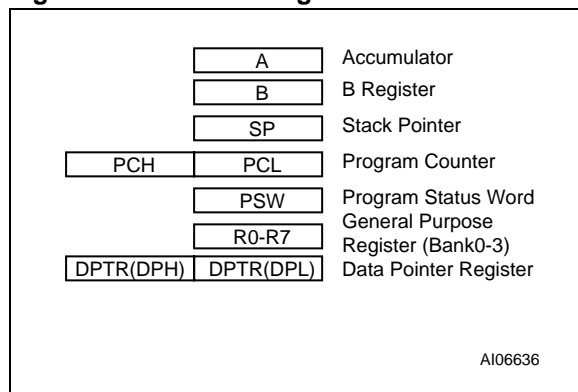 A Accumulator
B B Register
SP Stack Pointer
PCH PCL Program Counter
PSW Program Status Word
R0-R7 General Purpose
Register (Bank0-3)
DPTR(DPH) DPTR(DPL) Data Pointer Register
AI06636